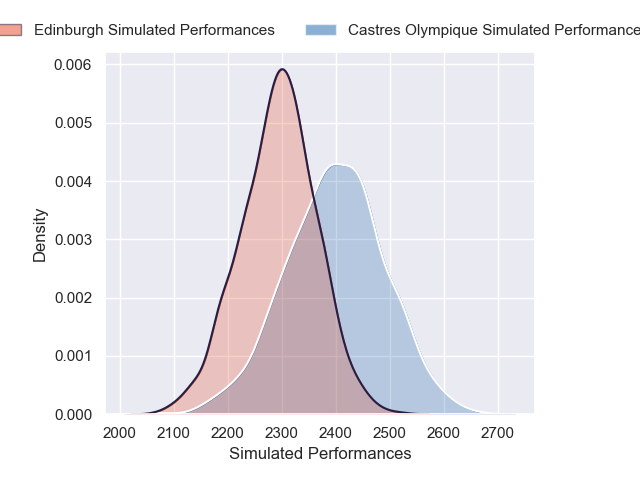 Edinburgh Simulated Performances Castres Olympique Simulated Performance
0.006
0.005
0.004
0.003
0.002
0.001
0.000
Density
2000 2100 2200 2300 2400 2500 2600 2700
Simulated Performances